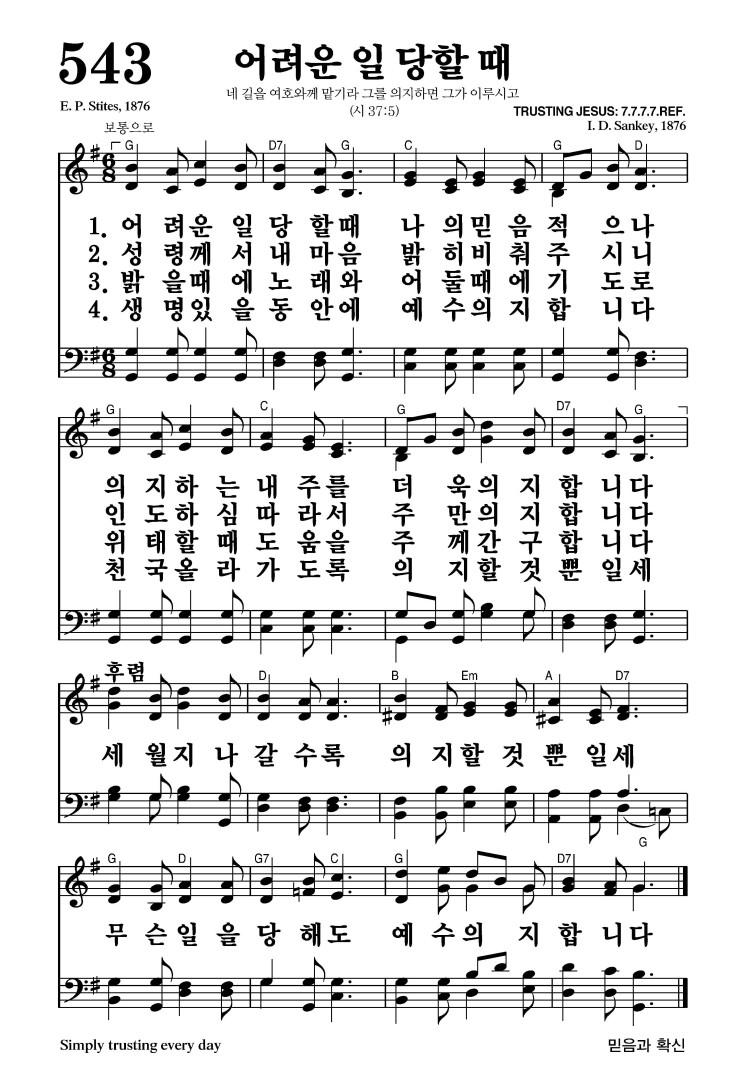 543
어려운 일 당할 때
네 길을 여호와께 맡기라 그를 의지하면 그가 이루시고
(시 37:5)
E. P. Stites, 1876
TRUSTING JESUS: 7.7.7.7.REF.
I. D. Sankey, 1876
보통으로
G D7 G C G D
6 8
1. 어 려운 일 당 할때 나 의믿 음 적 으나
2. 성 령께 서 내 마음 밝 히비 춰 주 시니
3. 밝 을때 에 노 래와 어 둘때 에 기 도로
4. 생 명있 을 동 안에 예 수의 지 합 니다
6 8
G C G D7 G
의 지하 는 내 주를 더 욱의 지 합 니다
인 도하 심 따 라서 주 만의 지 합 니다
위 태할 때 도 움을 주 께간 구 합 니다
천 국올 라 가 도록 의 지할 것 뿐 일세
후렴
G D B Em A D7
세 월지 나 갈 수록 의 지할 것 뿐 일세
G
G D G7 C G D7
무 슨일 을 당 해도 예 수의 지 합 니다
Simply trusting every day
믿음과 확신